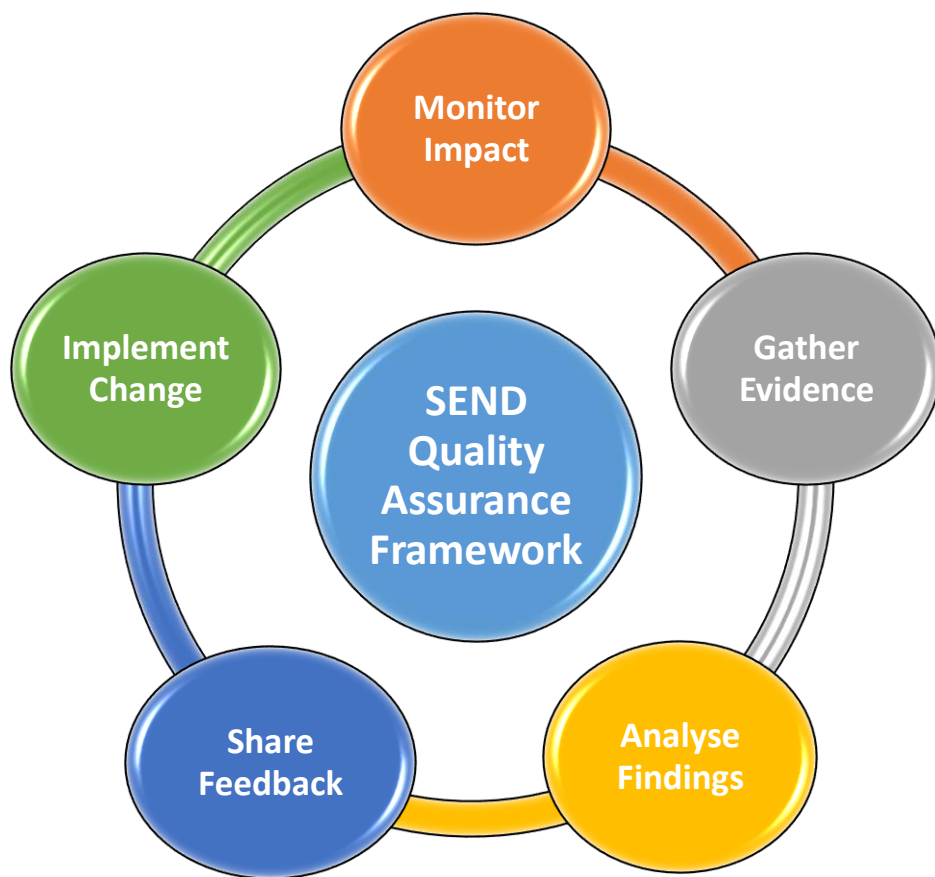 Monitor
Impact
Gather
Evidence
Analyse
Findings
Share
Feedback
Implement
Change
SEND
Quality
Assurance
Framework